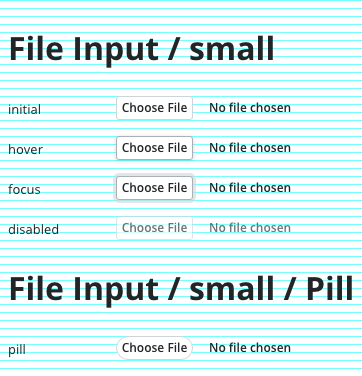 File Input / small
initial Choose File No file chosen
hover Choose File No file chosen
focus Choose File No file chosen
disabled Choose File No file chosen
File Input / small / Pill
pill Choose File No file chosen